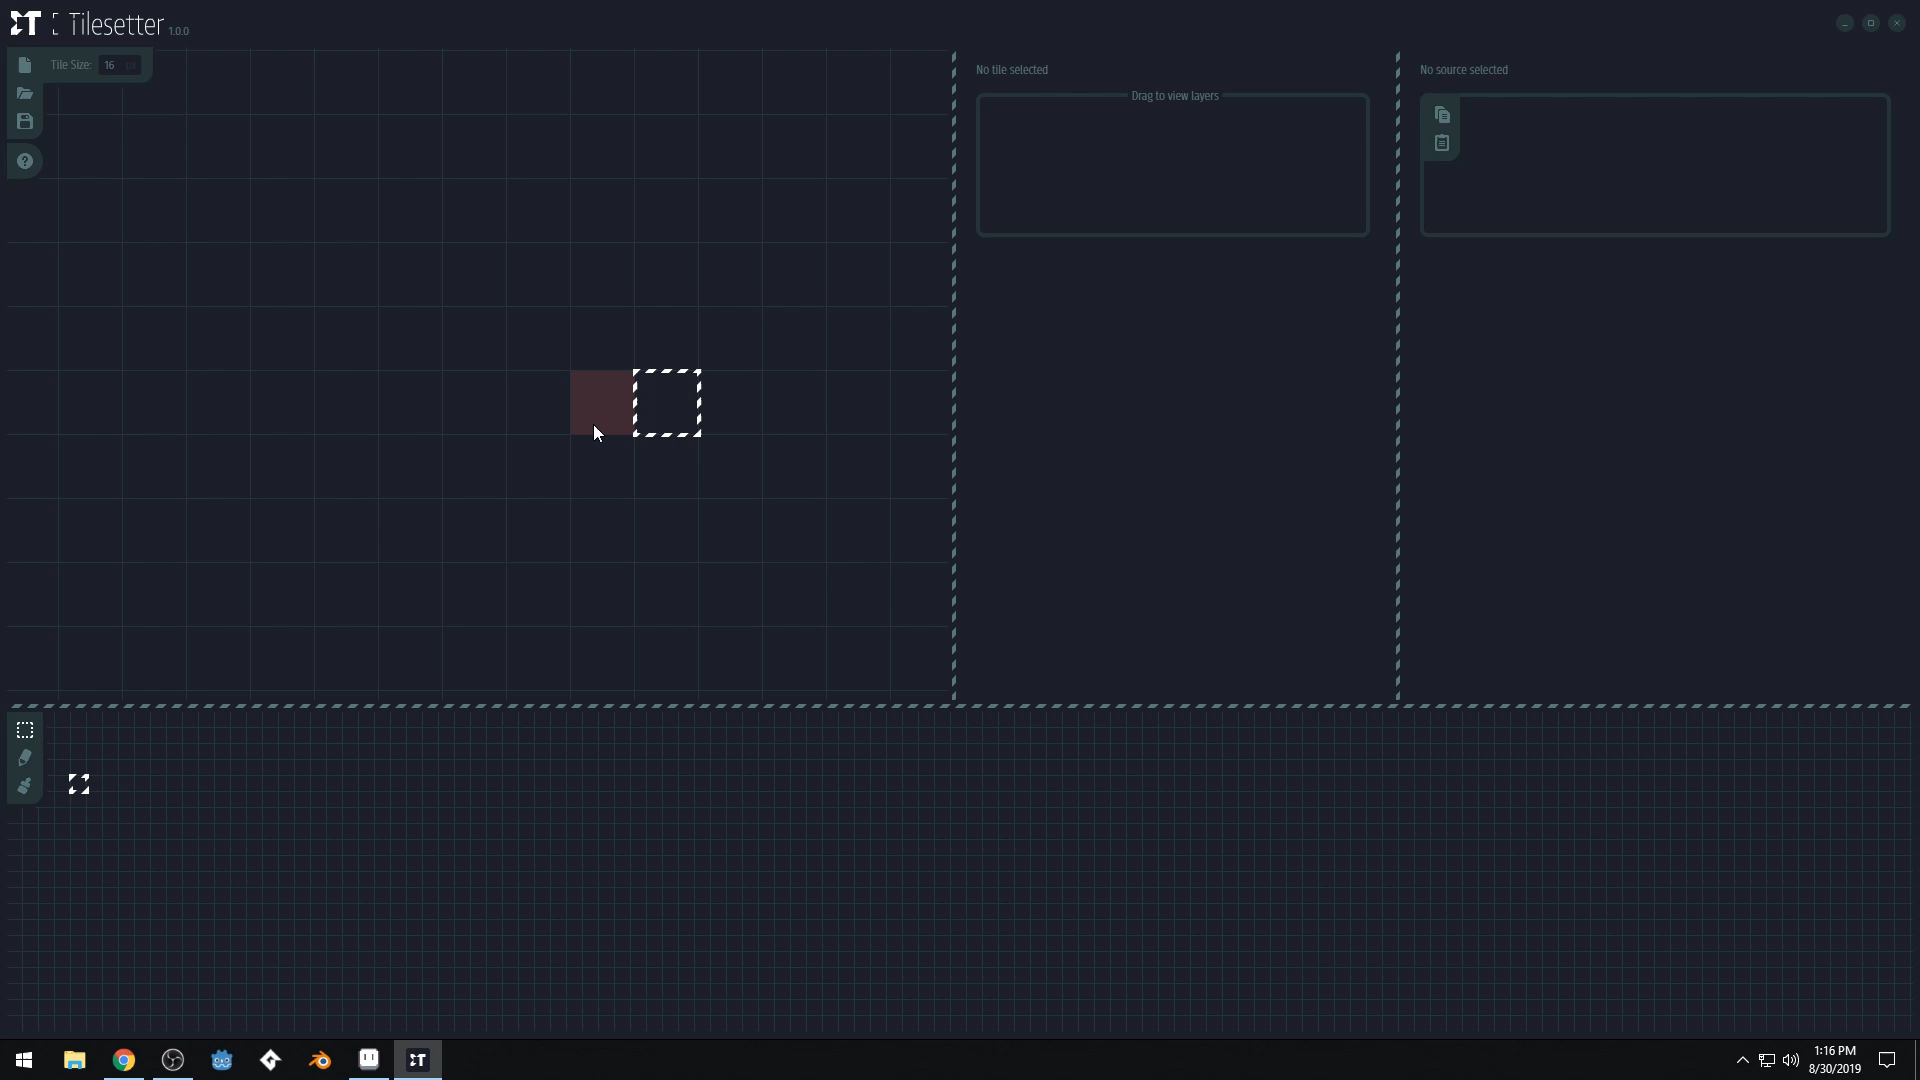 Tilesetter 1.0.0
Tile Size: 16 px
No tile selected
Drag to view layers
No source selected
1:16 PM
8/30/2019